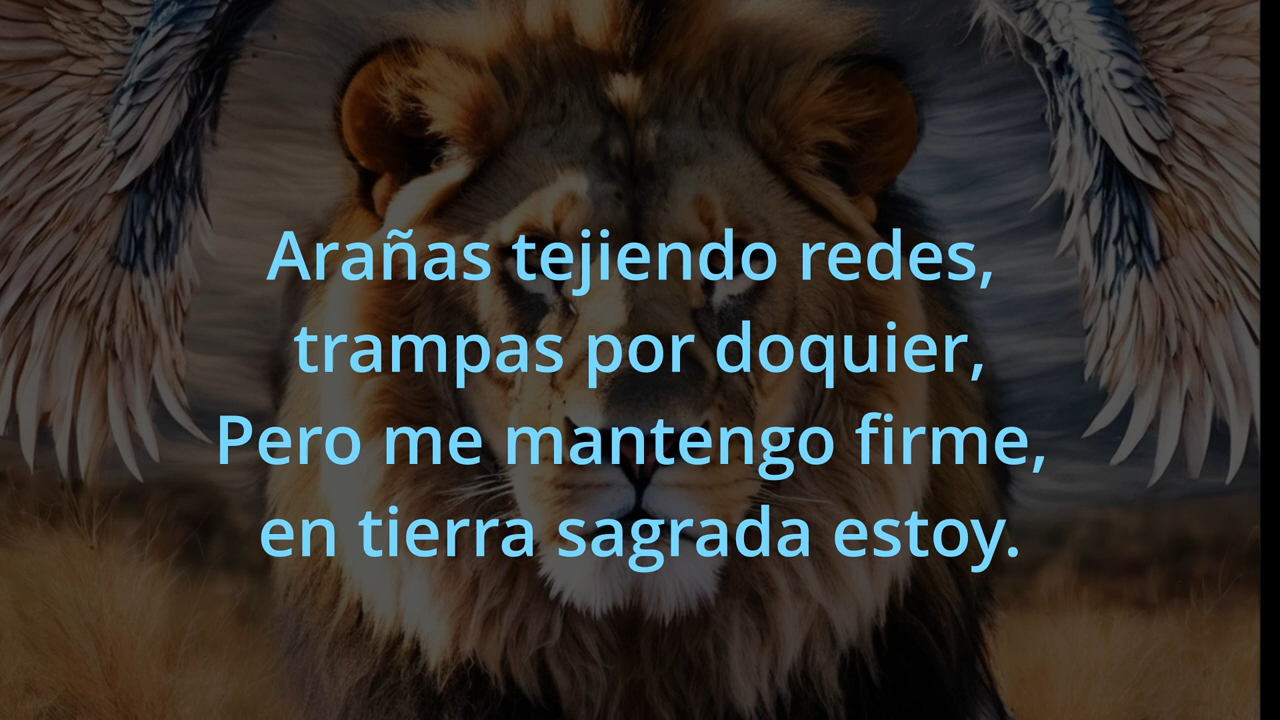 Arañas tejiendo redes,
trampas por doquier,
Pero me mantengo firme,
en tierra sagrada estoy.